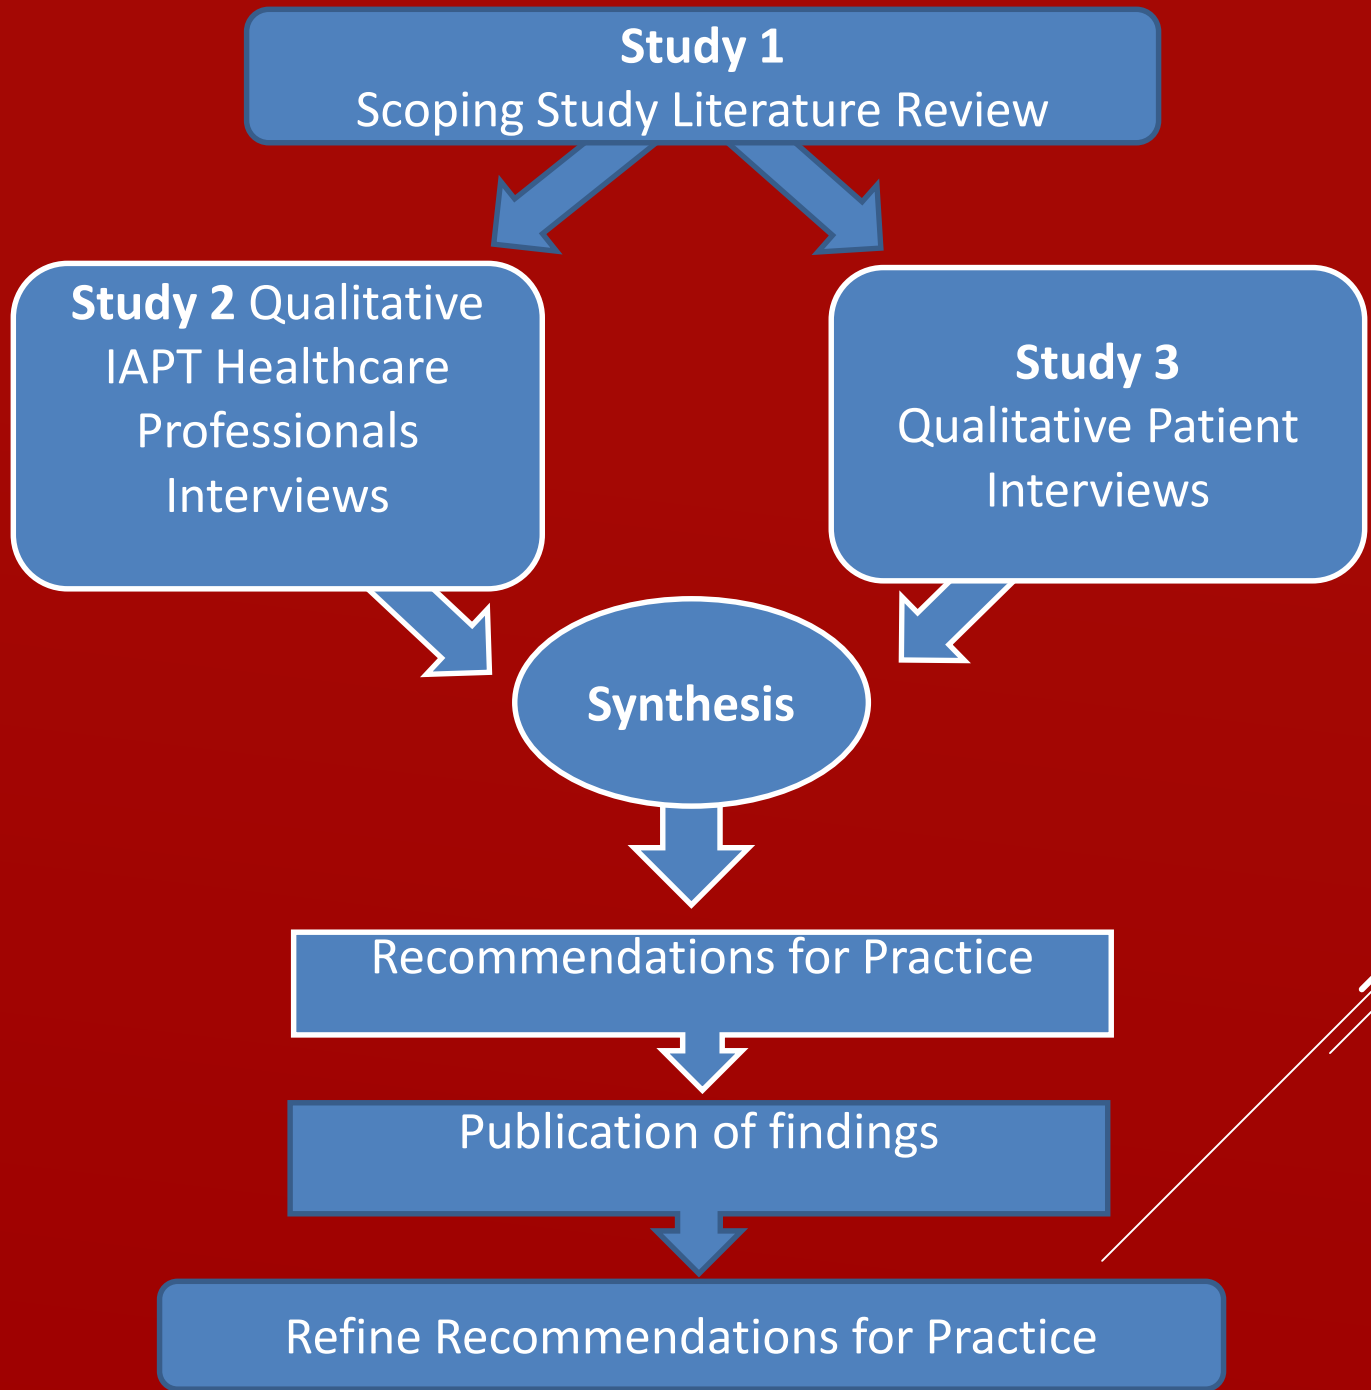 Study 1
Scoping Study Literature Review
Study 2 Qualitative
IAPT Healthcare
Professionals
Interviews
Study 3
Qualitative Patient
Interviews
Synthesis
Recommendations for Practice
Publication of findings
Refine Recommendations for Practice